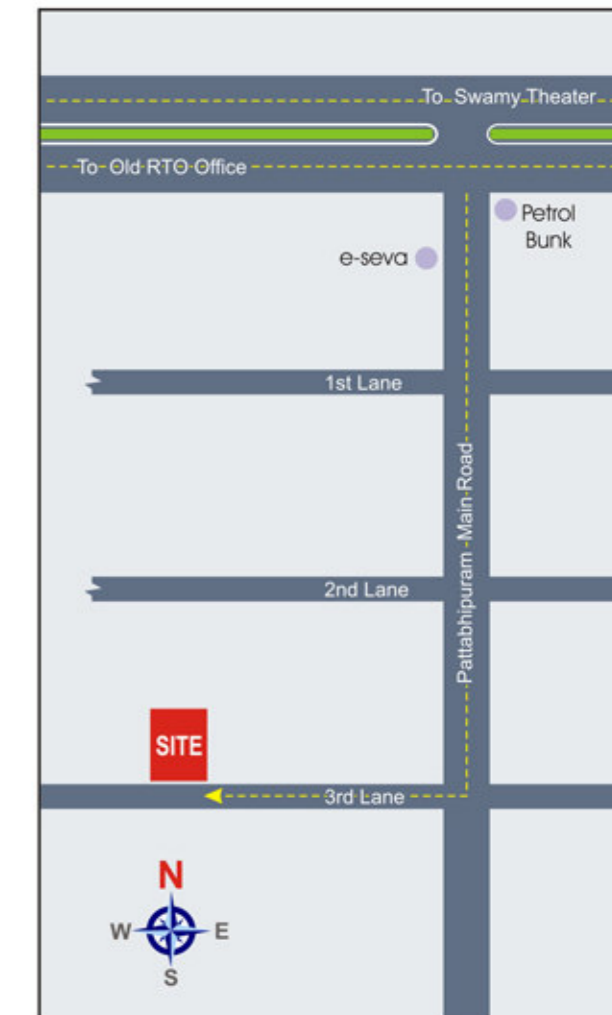 To Swamy Theater
To Old RTO Office
Petrol
Bunk
e-seva
1st Lane
Pattabhipuram Main Road
2nd Lane
SITE
3rd Lane
N
W E
S